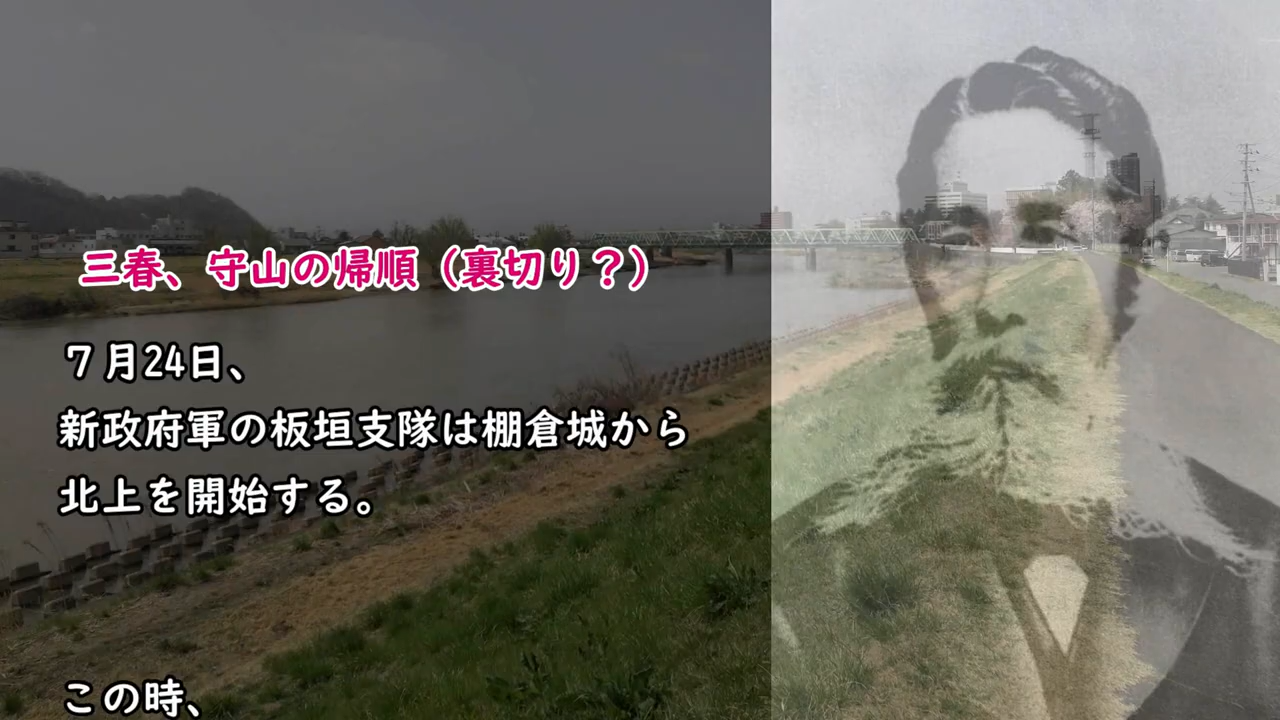 三春、守山の帰順（裏切り？）
７月24日、
新政府軍の板垣支隊は棚倉城から
北上を開始する。
この時、